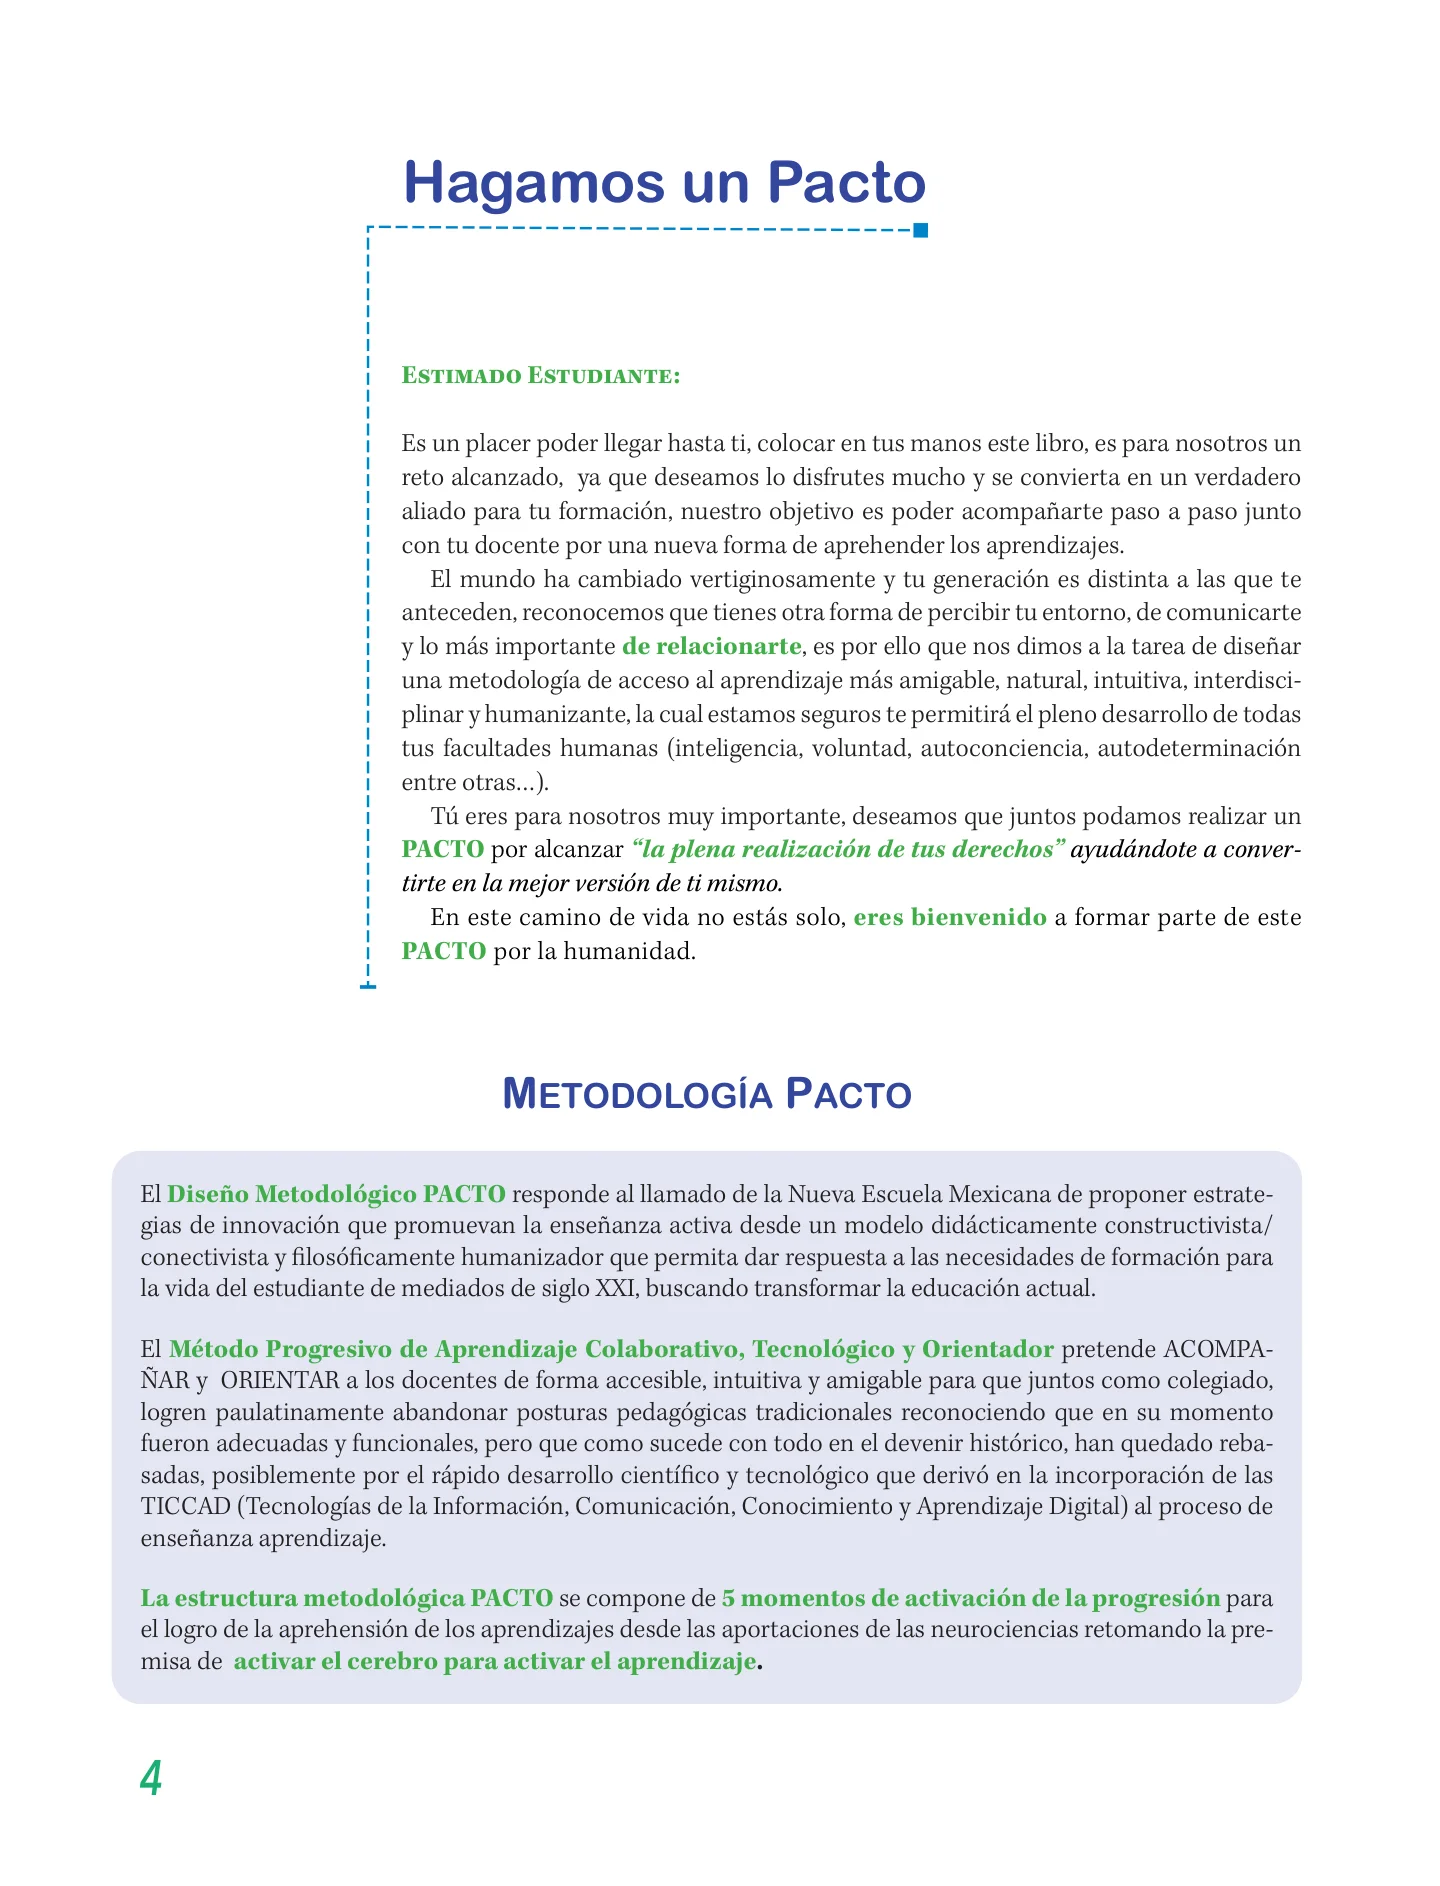 Hagamos un Pacto
Estimado Estudiante:
Es un placer poder llegar hasta ti, colocar en tus manos este libro, es para nosotros un
reto alcanzado,  ya que deseamos lo disfrutes mucho y se convierta en un verdadero
aliado para tu formación, nuestro objetivo es poder acompañarte paso a paso junto
con tu docente por una nueva forma de aprehender los aprendizajes.
El mundo ha cambiado vertiginosamente y tu generación es distinta a las que te
anteceden, reconocemos que tienes otra forma de percibir tu entorno, de comunicarte
y lo más importante de relacionarte, es por ello que nos dimos a la tarea de diseñar
una metodología de acceso al aprendizaje más amigable, natural, intuitiva, interdisci-
plinar y humanizante, la cual estamos seguros te permitirá el pleno desarrollo de todas
tus facultades humanas (inteligencia, voluntad, autoconciencia, autodeterminación
entre otras...).
Tú eres para nosotros muy importante, deseamos que juntos podamos realizar un
PACTO por alcanzar “la plena realización de tus derechos” ayudándote a conver-
tirte en la mejor versión de ti mismo.
En este camino de vida no estás solo, eres bienvenido a formar parte de este
PACTO por la humanidad.
Metodología Pacto
El Diseño Metodológico PACTO responde al llamado de la Nueva Escuela Mexicana de proponer estrate-
gias de innovación que promuevan la enseñanza activa desde un modelo didácticamente constructivista/
conectivista y filosóficamente humanizador que permita dar respuesta a las necesidades de formación para
la vida del estudiante de mediados de siglo XXI, buscando transformar la educación actual.
El Método Progresivo de Aprendizaje Colaborativo, Tecnológico y Orientador pretende ACOMPA-
ÑAR y  ORIENTAR a los docentes de forma accesible, intuitiva y amigable para que juntos como colegiado,
logren paulatinamente abandonar posturas pedagógicas tradicionales reconociendo que en su momento
fueron adecuadas y funcionales, pero que como sucede con todo en el devenir histórico, han quedado reba-
sadas, posiblemente por el rápido desarrollo científico y tecnológico que derivó en la incorporación de las
TICCAD (Tecnologías de la Información, Comunicación, Conocimiento y Aprendizaje Digital) al proceso de
enseñanza aprendizaje.
La estructura metodológica PACTO se compone de 5 momentos de activación de la progresión para
el logro de la aprehensión de los aprendizajes desde las aportaciones de las neurociencias retomando la pre-
misa de  activar el cerebro para activar el aprendizaje.
4